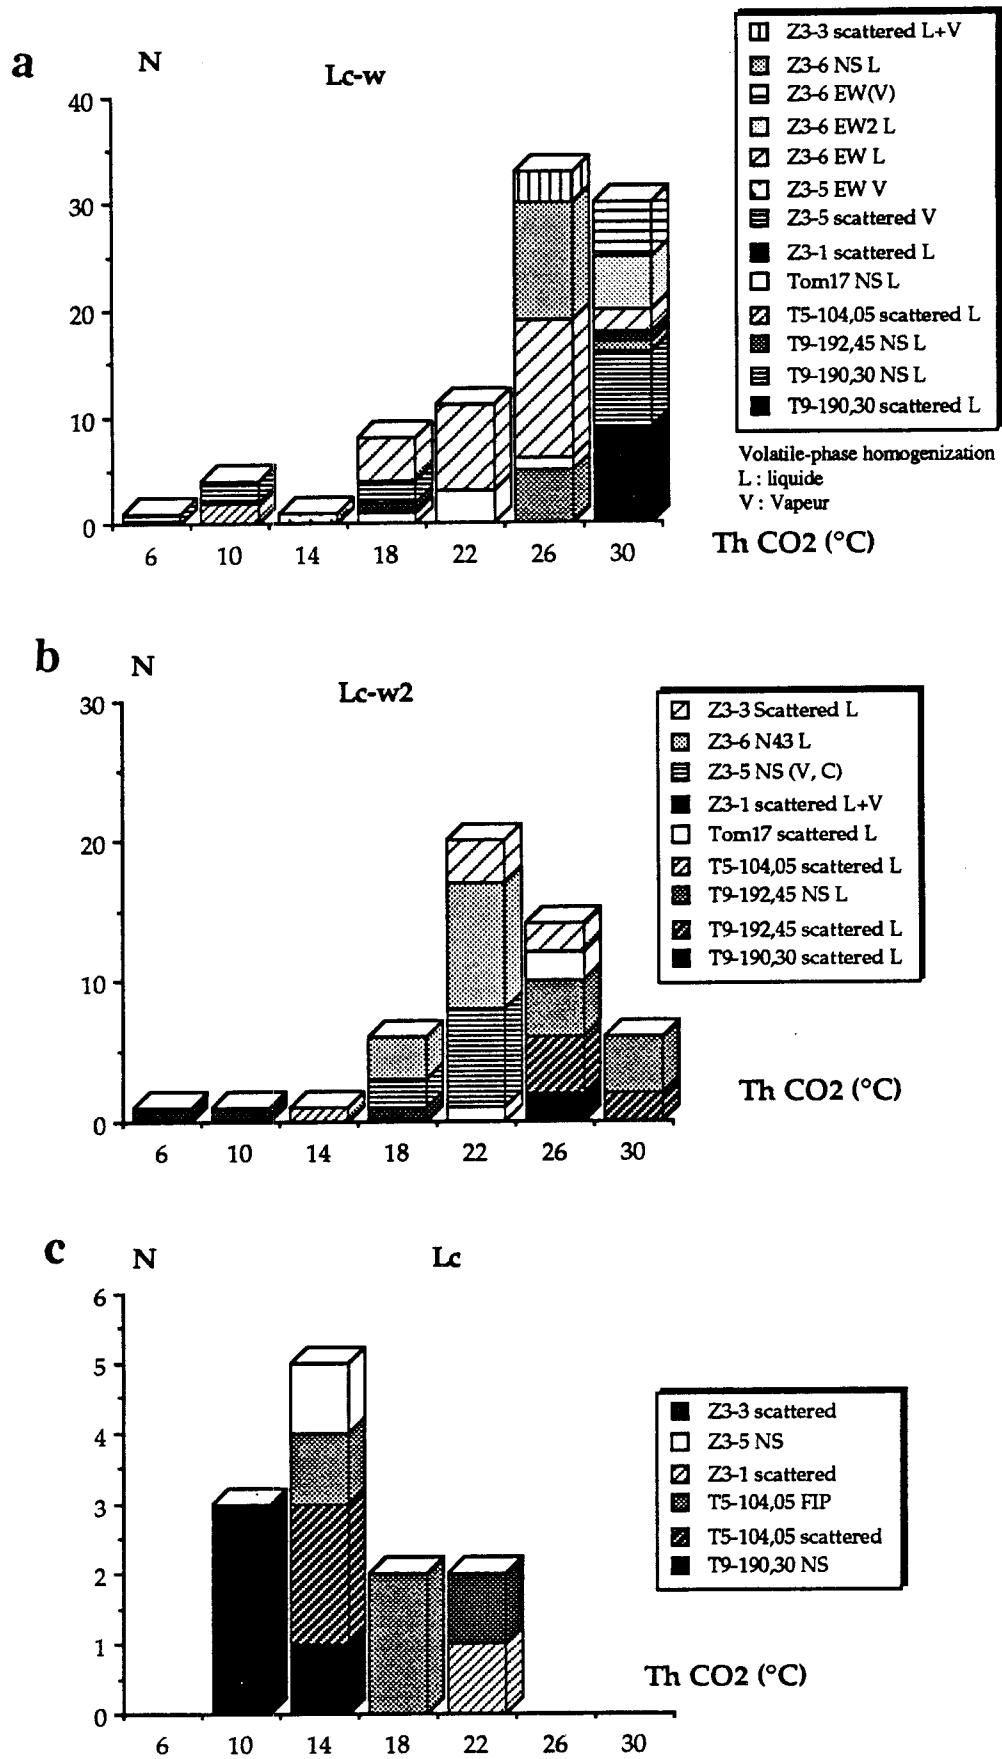 a
N
Lc-w
40
30
20
10
0
6 10 14 18 22 26 30
Th CO2 (°C)
Z3-3 scattered L+V
Z3-6 NS L
Z3-6 EW(V)
Z3-6 EW2 L
Z3-6 EW L
Z3-5 EW V
Z3-5 scattered V
Z3-1 scattered L
Tom17 NS L
T5-104,05 scattered L
T9-192,45 NS L
T9-190,30 NS L
T9-190,30 scattered L
Volatile-phase homogenization
L : liquide
V : Vapeur
b
N
Lc-w2
30
20
10
0
6 10 14 18 22 26 30
Th CO2 (°C)
Z3-3 Scattered L
Z3-6 N43 L
Z3-5 NS (V, C)
Z3-1 scattered L+V
Tom17 scattered L
T5-104,05 scattered L
T9-192,45 NS L
T9-192,45 scattered L
T9-190,30 scattered L
c
N
Lc
6
5
4
3
2
1
0
6 10 14 18 22 26 30
Th CO2 (°C)
Z3-3 scattered
Z3-5 NS
Z3-1 scattered
T5-104,05 FIP
T5-104,05 scattered
T9-190,30 NS